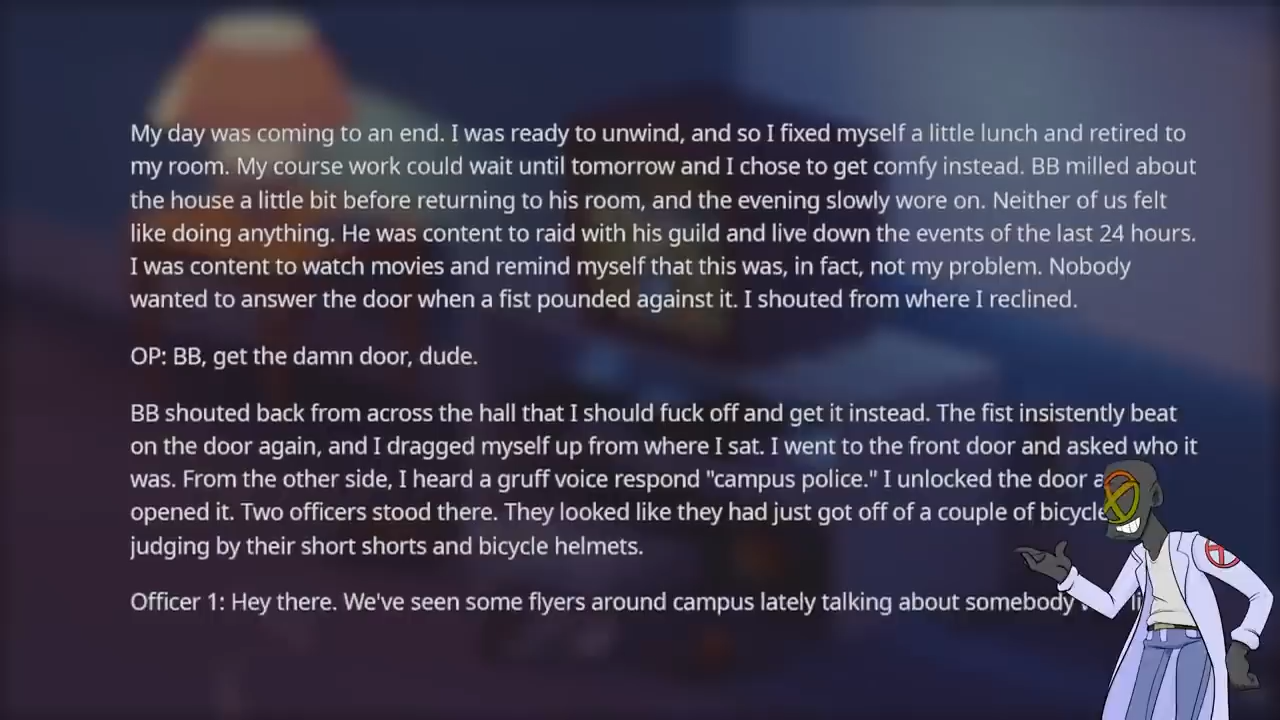 My day was coming to an end. I was ready to unwind, and so I fixed myself a little lunch and retired to
my room. My course work could wait until tomorrow and I chose to get comfy instead. BB milled about
the house a little bit before returning to his room, and the evening slowly wore on. Neither of us felt
like doing anything. He was content to raid with his guild and live down the events of the last 24 hours.
I was content to watch movies and remind myself that this was, in fact, not my problem. Nobody
wanted to answer the door when a fist pounded against it. I shouted from where I reclined.
OP: BB, get the damn door, dude.
BB shouted back from across the hall that I should fuck off and get it instead. The fist insistently beat
on the door again, and I dragged myself up from where I sat. I went to the front door and asked who it
was. From the other side, I heard a gruff voice respond "campus police." I unlocked the door
opened it. Two officers stood there. They looked like they had just got off of a couple of
judging by their short shorts and bicycle helmets.
Officer 1: Hey there. We've seen some flyers around campus lately talking about somebody